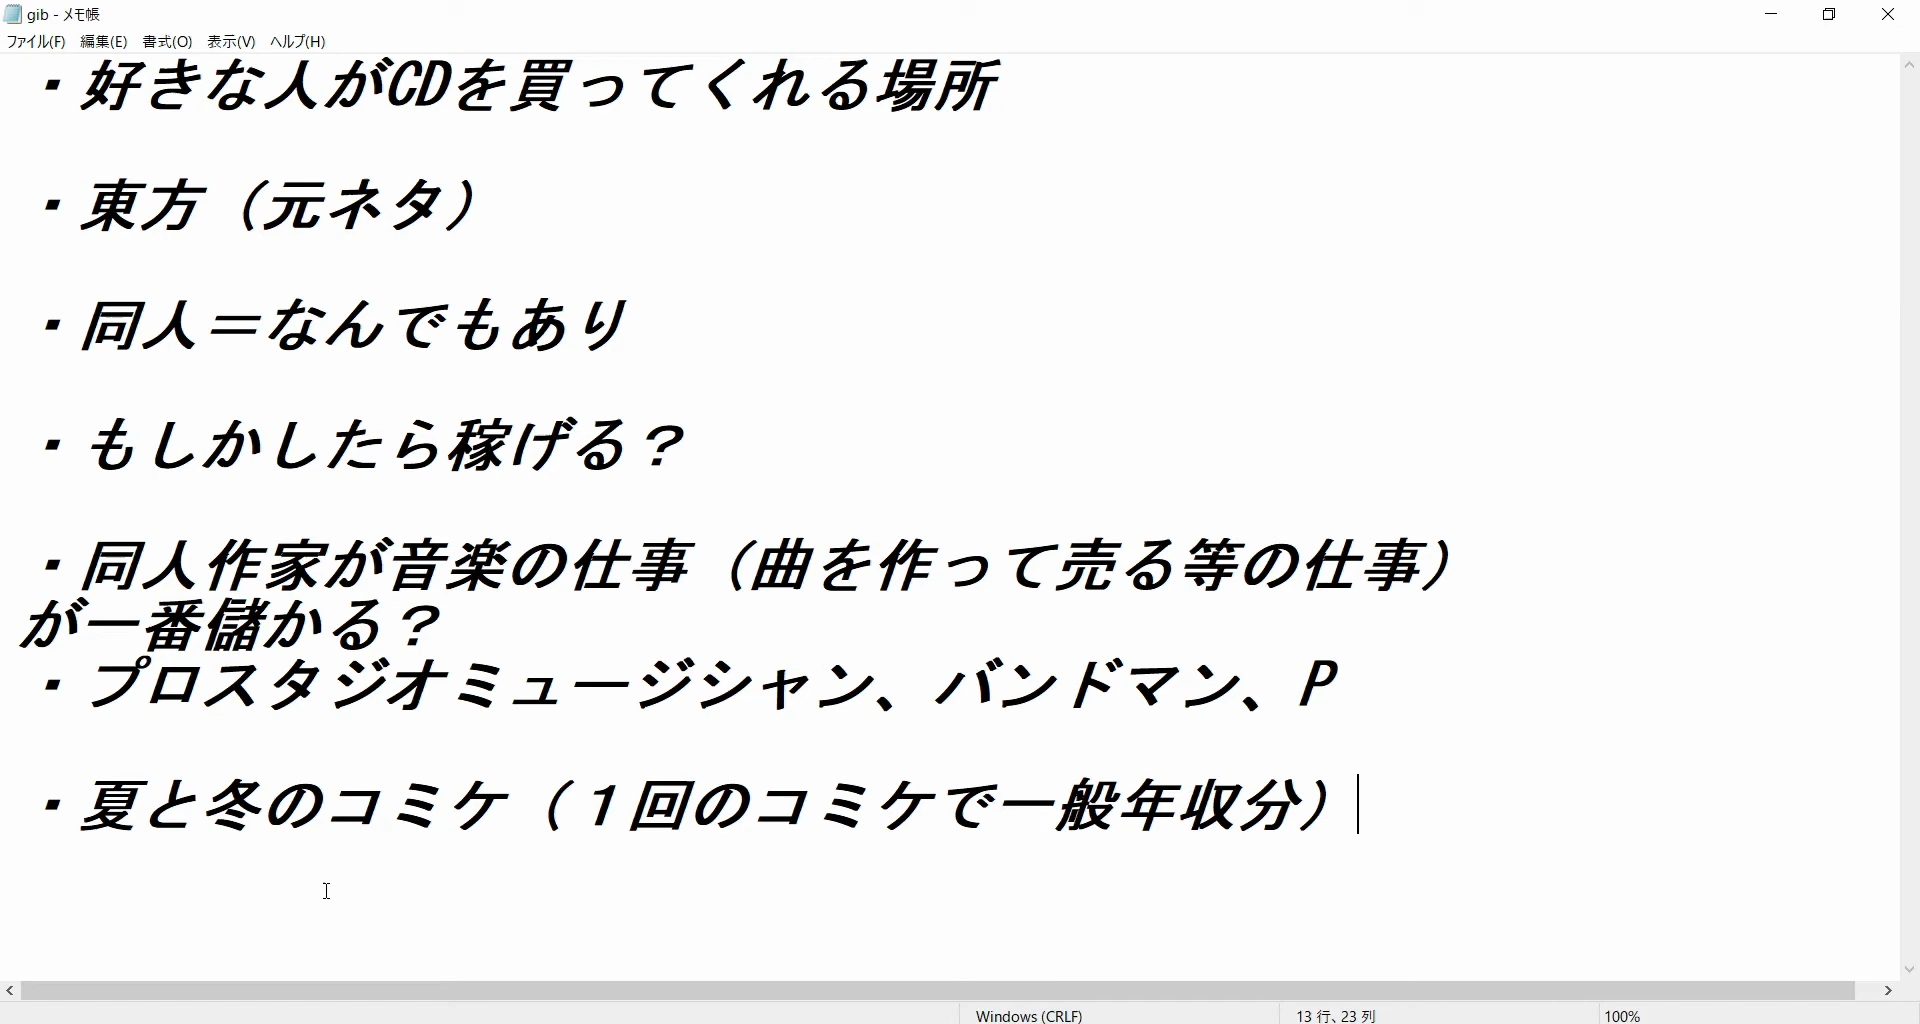 gib - メモ帳
ファイル(F) 編集(E) 書式(O) 表示(V) ヘルプ(H)
・好きな人がCDを買ってくれる場所
・東方（元ネタ）
・同人＝なんでもあり
・もしかしたら稼げる？
・同人作家が音楽の仕事（曲を作って売る等の仕事）
が一番儲かる？
・プロスタジオミュージシャン、バンドマン、P
・夏と冬のコミケ（１回のコミケで一般年収分）
Windows (CRLF) 13 行、23 列 100%